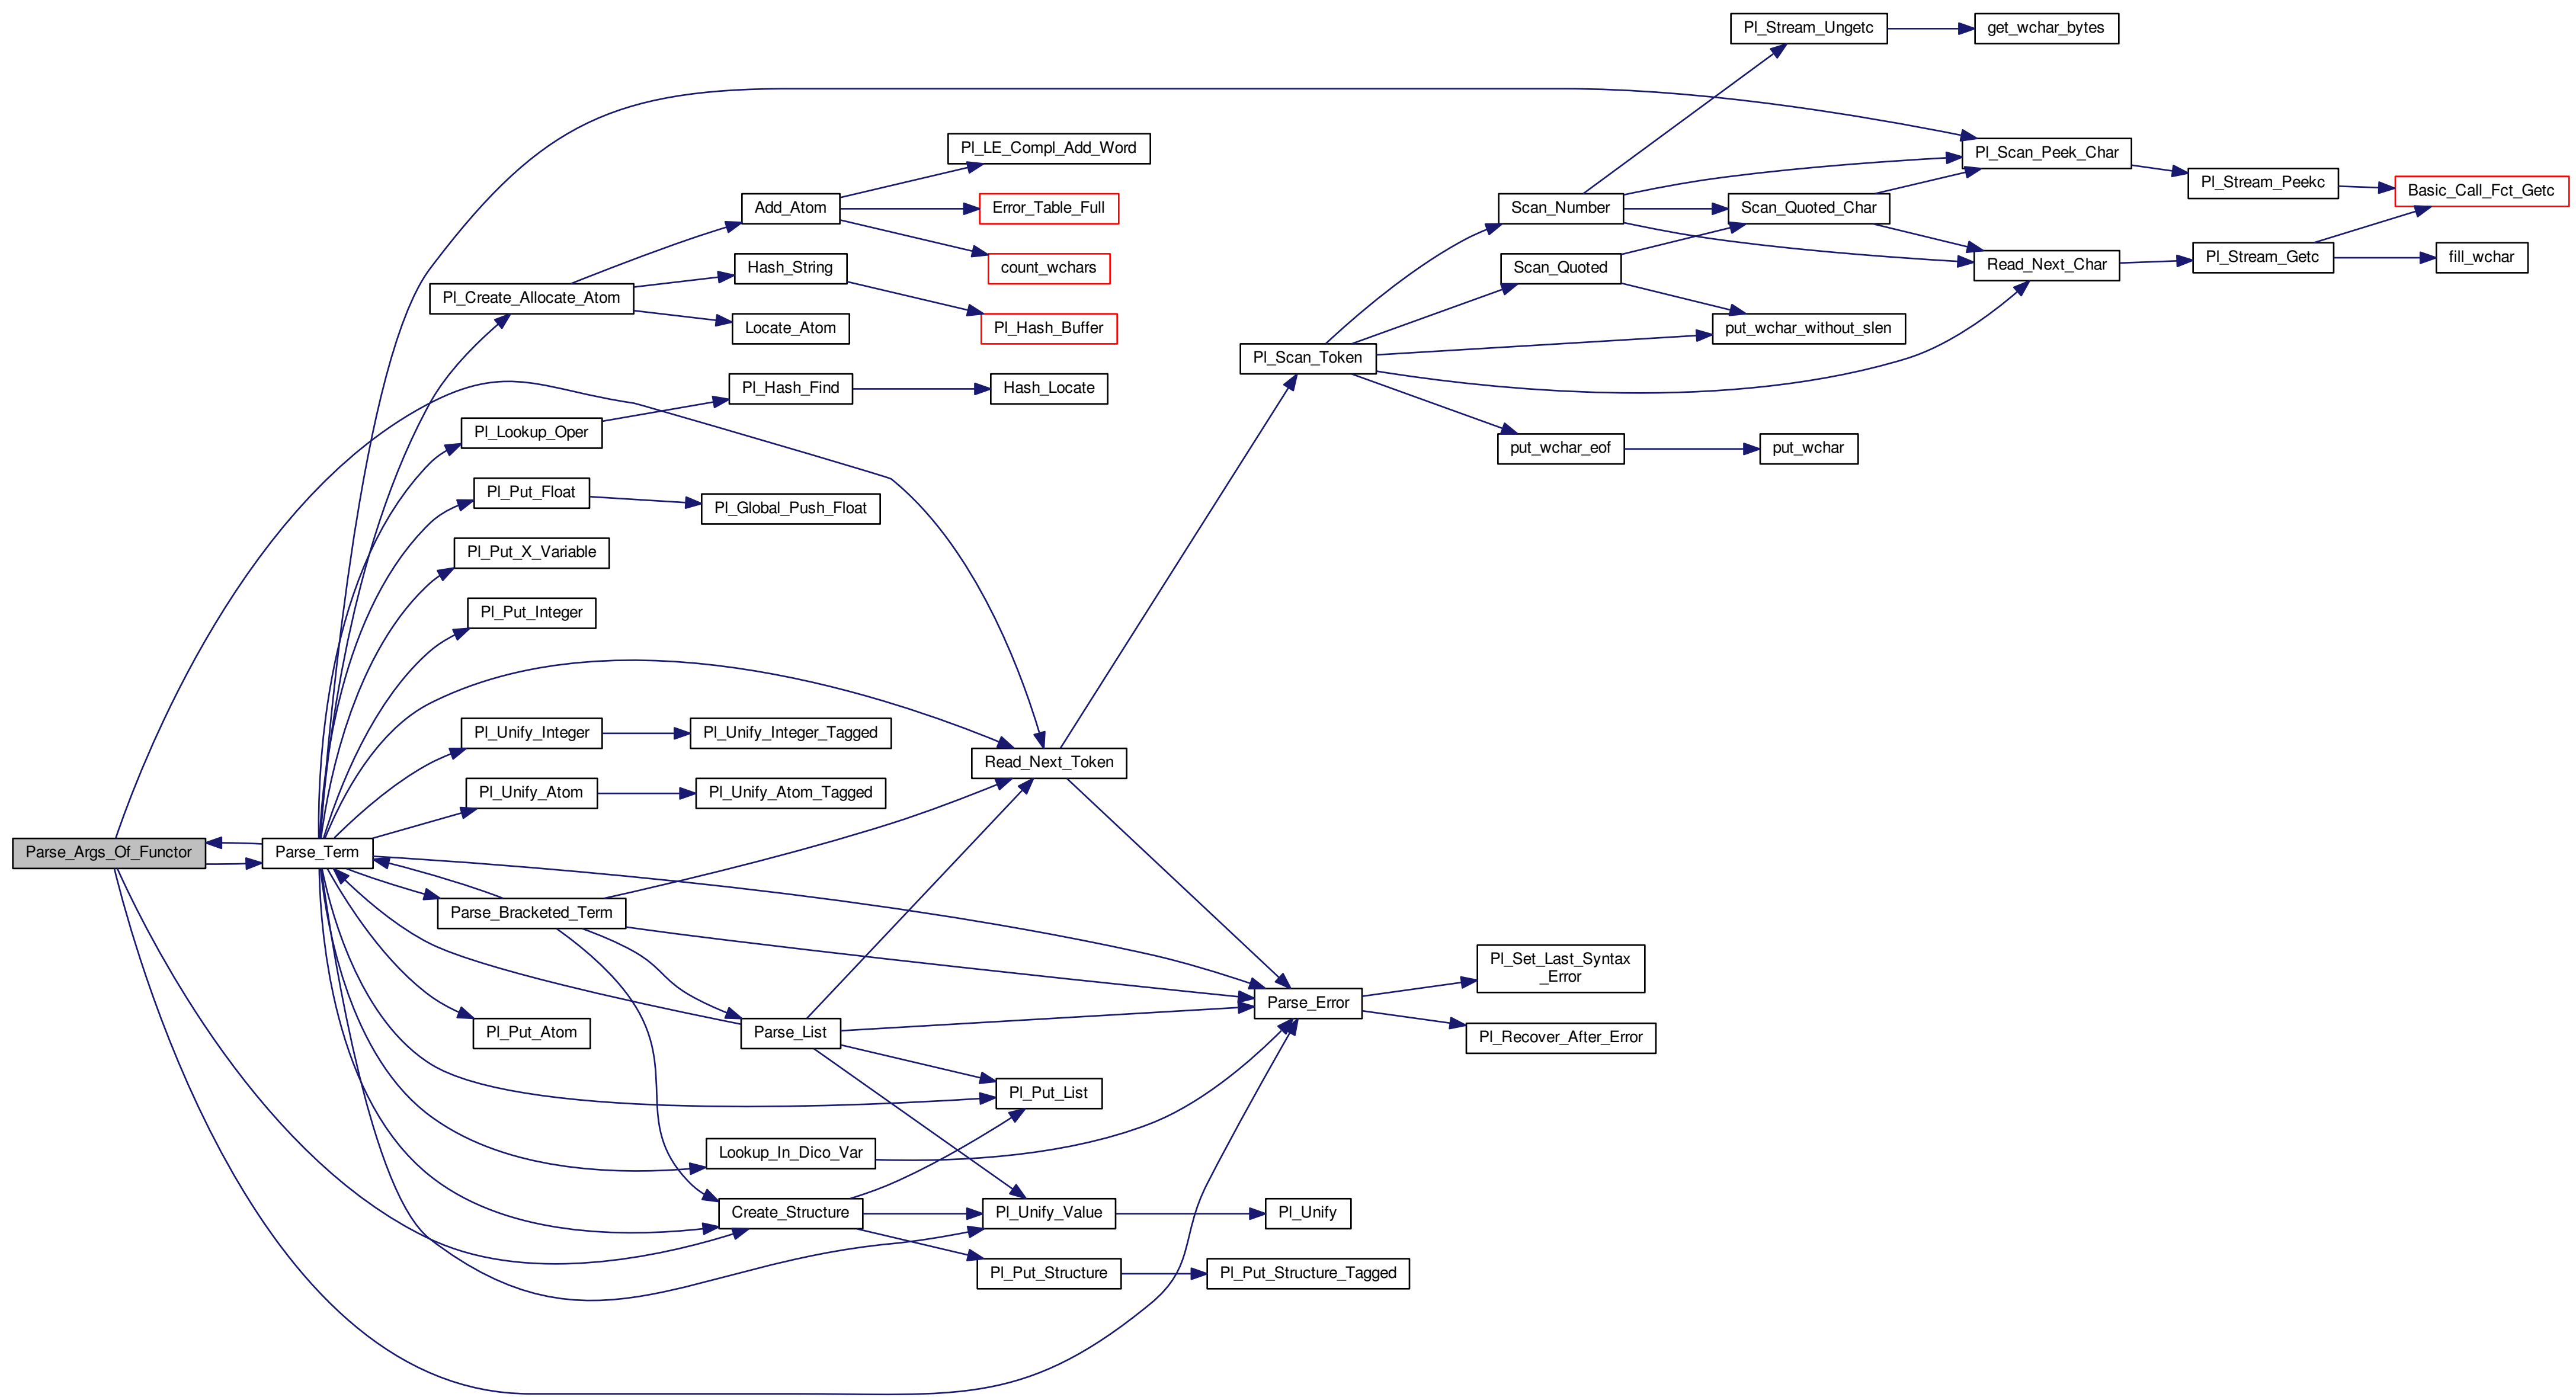 Pl_Stream_Ungetc
get_wchar_bytes
Pl_LE_Compl_Add_Word
Pl_Scan_Peek_Char
Pl_Stream_Peekc
Basic_Call_Fct_Getc
Add_Atom
Error_Table_Full
Scan_Number
Scan_Quoted_Char
Pl_Stream_Getc
fill_wchar
Hash_String
count_wchars
Scan_Quoted
Read_Next_Char
Pl_Create_Allocate_Atom
Locate_Atom
Pl_Hash_Buffer
put_wchar_without_slen
Pl_Scan_Token
Pl_Hash_Find
Hash_Locate
Pl_Lookup_Oper
put_wchar_eof
put_wchar
Pl_Put_Float
Pl_Global_Push_Float
Pl_Put_X_Variable
Pl_Put_Integer
Pl_Unify_Integer
Pl_Unify_Integer_Tagged
Read_Next_Token
Pl_Unify_Atom
Pl_Unify_Atom_Tagged
Parse_Args_Of_Functor
Parse_Term
Parse_Bracketed_Term
Pl_Set_Last_Syntax
_Error
Parse_Error
Pl_Put_Atom
Parse_List
Pl_Recover_After_Error
Pl_Put_List
Lookup_In_Dico_Var
Create_Structure
Pl_Unify_Value
Pl_Unify
Pl_Put_Structure
Pl_Put_Structure_Tagged